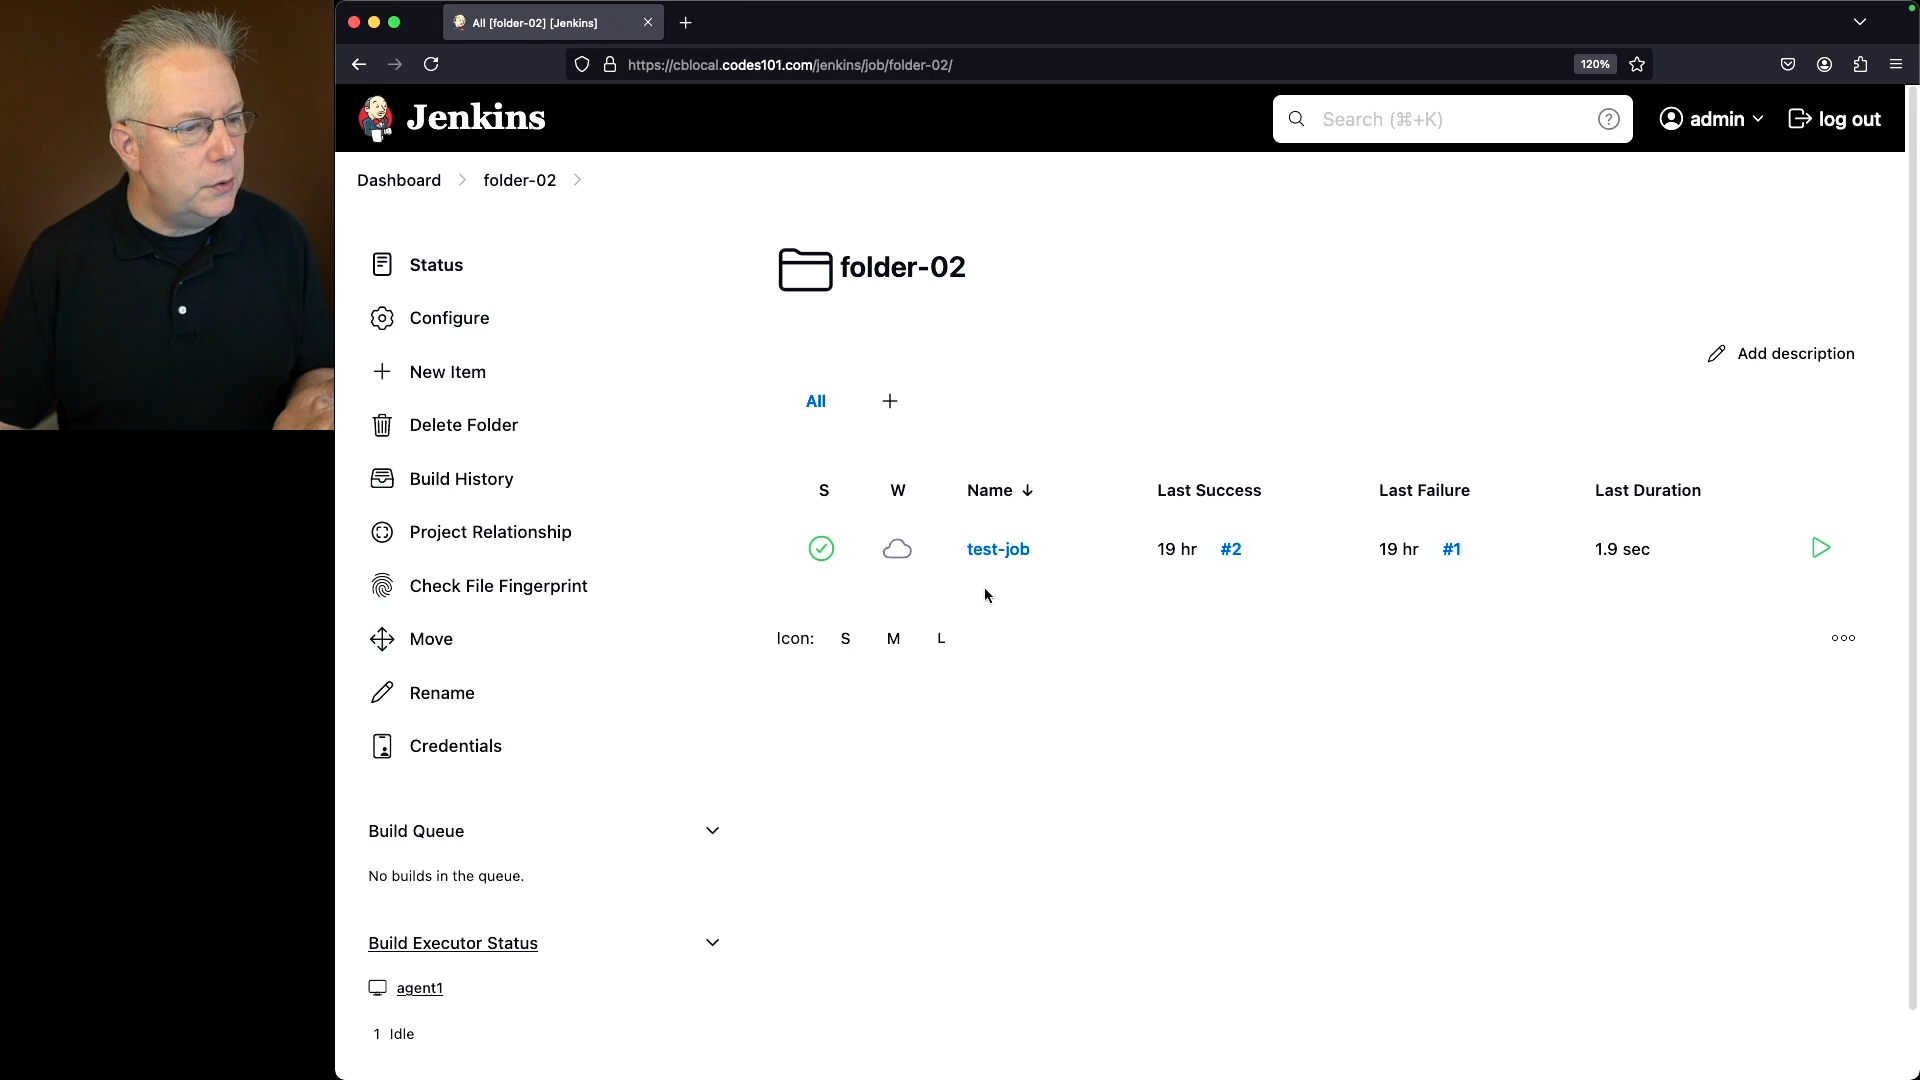 All [folder-02] [Jenkins]
https://cblocal.codes101.com/jenkins/job/folder-02/
120%
Jenkins
Search (⌘+K)
?
admin
log out
Dashboard
folder-02
Status
Configure
New Item
Delete Folder
Build History
Project Relationship
Check File Fingerprint
Move
Rename
Credentials
Build Queue
No builds in the queue.
Build Executor Status
agent1
1 Idle
folder-02
Add description
All +
S W Name ↓ Last Success Last Failure Last Duration
test-job 19 hr #2 19 hr #1 1.9 sec
Icon: S M L